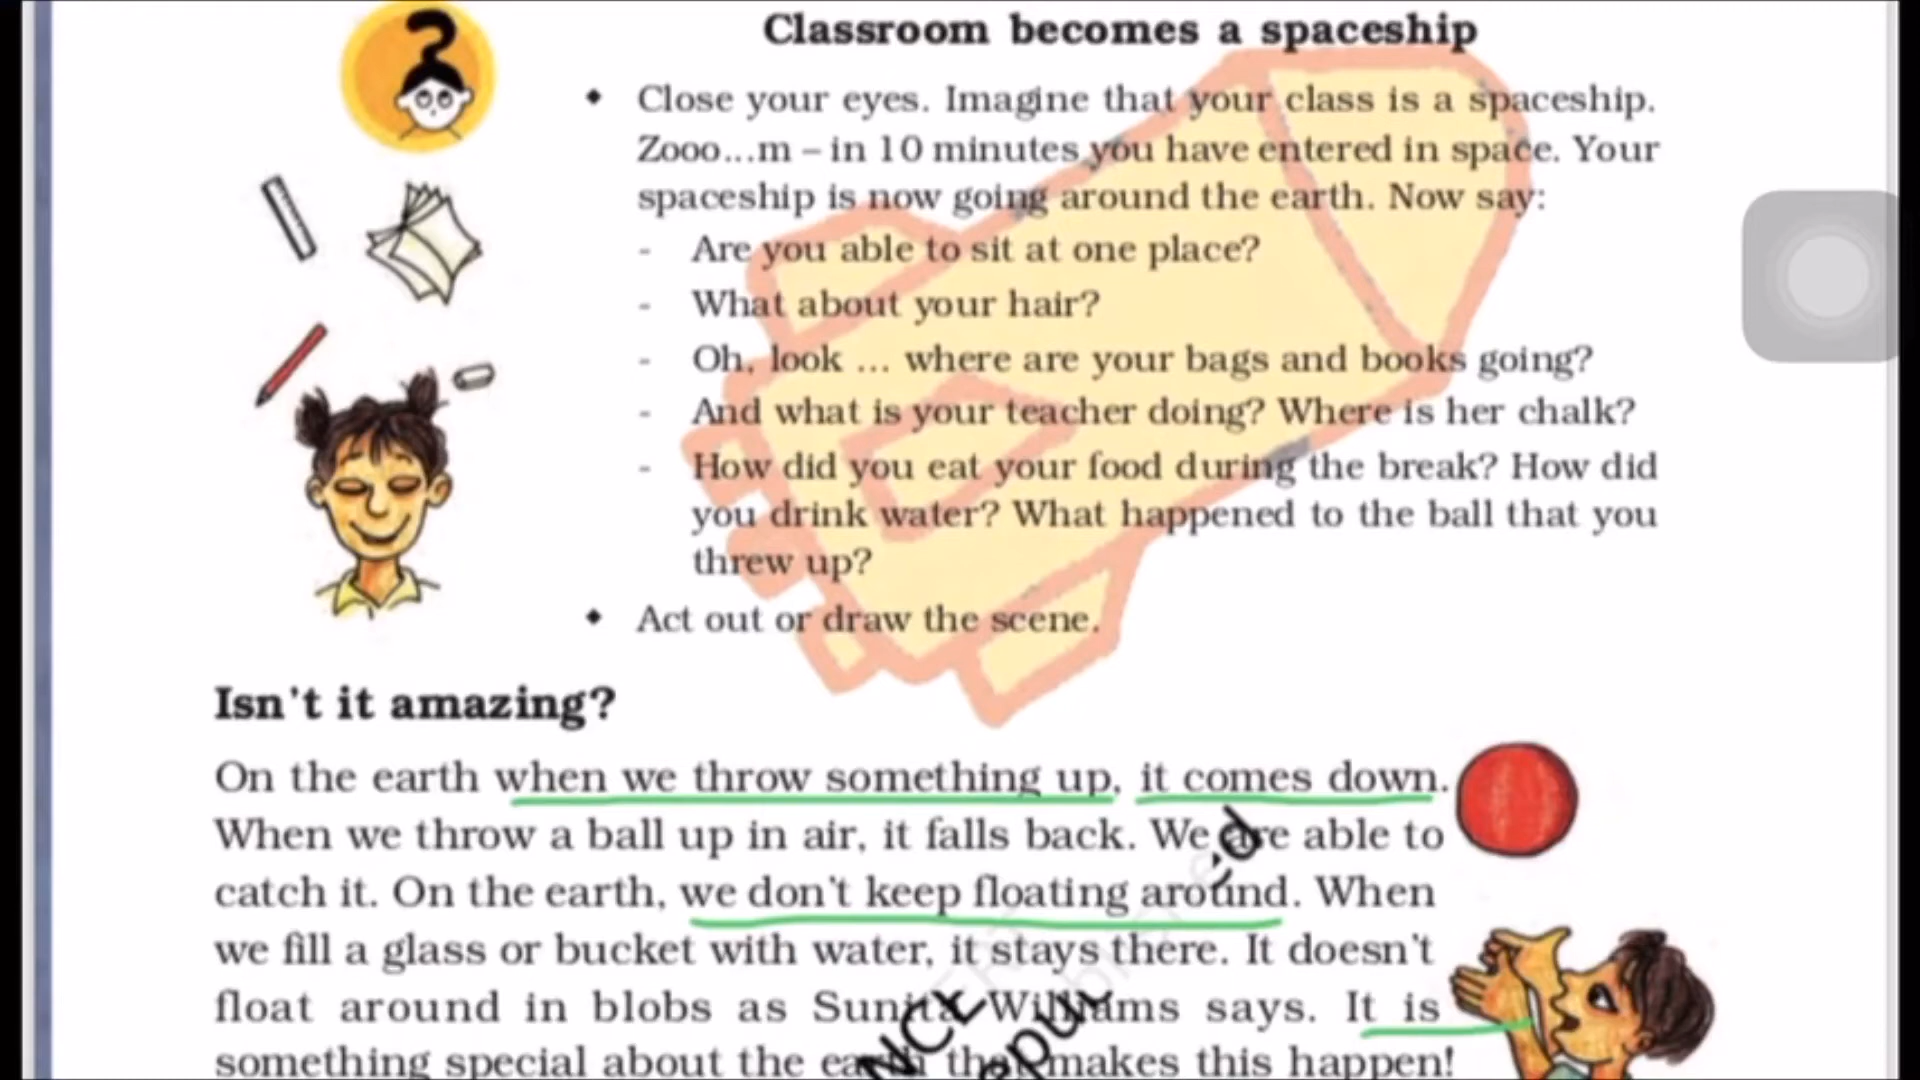 Classroom becomes a spaceship
◆ Close your eyes. Imagine that your class is a spaceship.
Zooo...m – in 10 minutes you have entered in space. Your
spaceship is now going around the earth. Now say:
- Are you able to sit at one place?
- What about your hair?
- Oh, look ... where are your bags and books going?
- And what is your teacher doing? Where is her chalk?
- How did you eat your food during the break? How did
you drink water? What happened to the ball that you
threw up?
◆ Act out or draw the scene.
Isn't it amazing?
On the earth when we throw something up, it comes down.
When we throw a ball up in air, it falls back. We are able to
catch it. On the earth, we don't keep floating around. When
we fill a glass or bucket with water, it stays there. It doesn't
float around in blobs as Sunita Williams says. It is
something special about the earth that makes this happen!